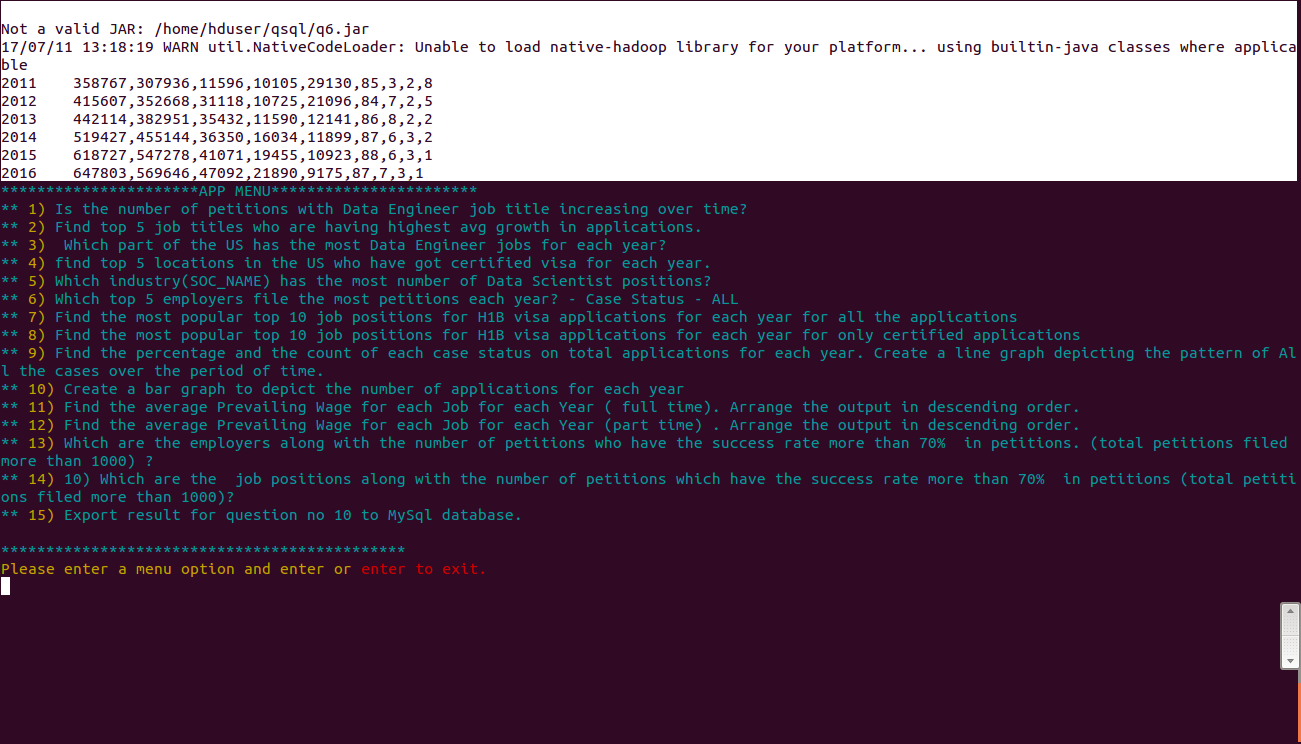 Not a valid JAR: /home/hduser/qsql/q6.jar
17/07/11 13:18:19 WARN util.NativeCodeLoader: Unable to load native-hadoop library for your platform... using builtin-java classes where applica
ble
2011    358767,307936,11596,10105,29130,85,3,2,8
2012    415607,352668,31118,10725,21096,84,7,2,5
2013    442114,382951,35432,11590,12141,86,8,2,2
2014    519427,455144,36350,16034,11899,87,6,3,2
2015    618727,547278,41071,19455,10923,88,6,3,1
2016    647803,569646,47092,21890,9175,87,7,3,1
**********************APP MENU***********************
** 1) Is the number of petitions with Data Engineer job title increasing over time?
** 2) Find top 5 job titles who are having highest avg growth in applications.
** 3)  Which part of the US has the most Data Engineer jobs for each year?
** 4) find top 5 locations in the US who have got certified visa for each year.
** 5) Which industry(SOC_NAME) has the most number of Data Scientist positions?
** 6) Which top 5 employers file the most petitions each year? - Case Status - ALL
** 7) Find the most popular top 10 job positions for H1B visa applications for each year for all the applications
** 8) Find the most popular top 10 job positions for H1B visa applications for each year for only certified applications
** 9) Find the percentage and the count of each case status on total applications for each year. Create a line graph depicting the pattern of Al
l the cases over the period of time.
** 10) Create a bar graph to depict the number of applications for each year
** 11) Find the average Prevailing Wage for each Job for each Year ( full time). Arrange the output in descending order.
** 12) Find the average Prevailing Wage for each Job for each Year (part time) . Arrange the output in descending order.
** 13) Which are the employers along with the number of petitions who have the success rate more than 70%  in petitions. (total petitions filed
more than 1000) ?
** 14) 10) Which are the  job positions along with the number of petitions which have the success rate more than 70%  in petitions (total petiti
ons filed more than 1000)?
** 15) Export result for question no 10 to MySql database.
*********************************************
Please enter a menu option and enter or enter to exit.